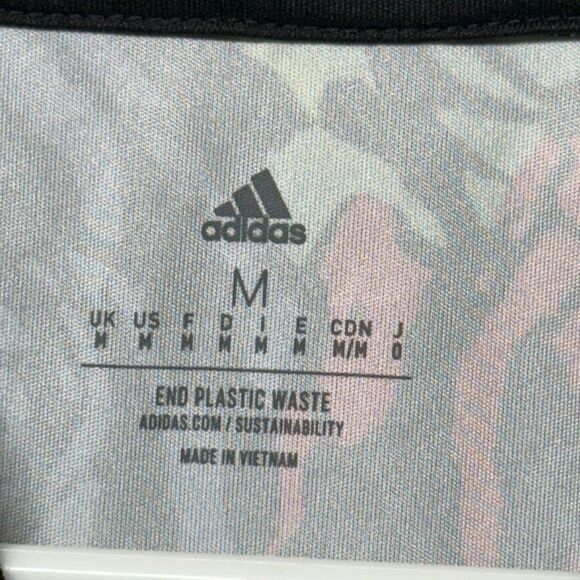 adidas
M
UK US F D I E CDN J
M M M M M M M/M O
END PLASTIC WASTE
ADIDAS.COM / SUSTAINABILITY
MADE IN VIETNAM